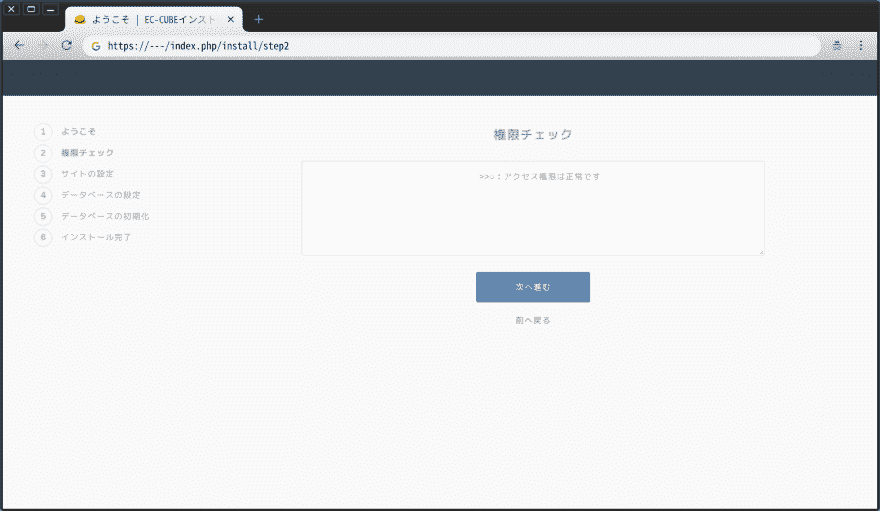 ようこそ | EC-CUBEインスト
https://---/index.php/install/step2
1 ようこそ
2 権限チェック
3 サイトの設定
4 データベースの設定
5 データベースの初期化
6 インストール完了
権限チェック
>>○：アクセス権限は正常です
次へ進む
前へ戻る